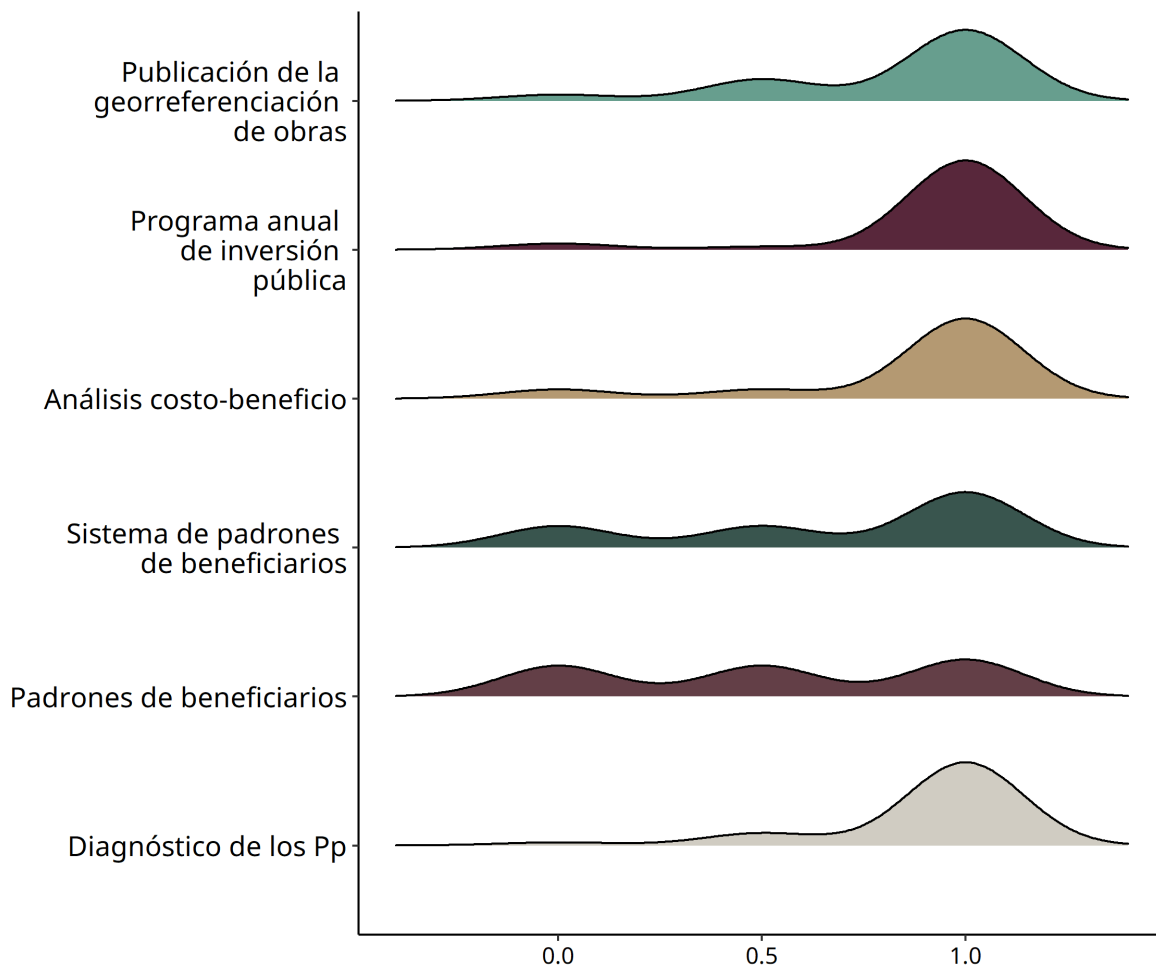 Publicación de la
georreferenciación
de obras
Programa anual
de inversión
pública
Análisis costo-beneficio
Sistema de padrones
de beneficiarios
Padrones de beneficiarios
Diagnóstico de los Pp
0.0
0.5
1.0